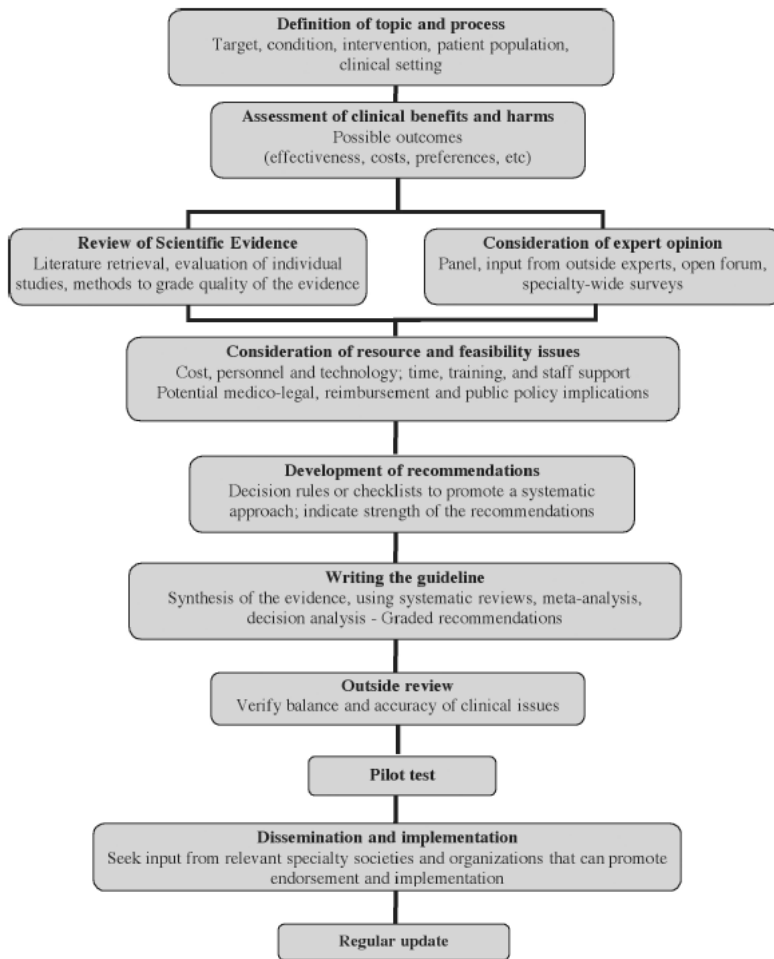 Definition of topic and process
Target, condition, intervention, patient population,
clinical setting
Assessment of clinical benefits and harms
Possible outcomes
(effectiveness, costs, preferences, etc)
Review of Scientific Evidence
Literature retrieval, evaluation of individual
studies, methods to grade quality of the evidence
Consideration of expert opinion
Panel, input from outside experts, open forum,
specialty-wide surveys
Consideration of resource and feasibility issues
Cost, personnel and technology; time, training, and staff support
Potential medico-legal, reimbursement and public policy implications
Development of recommendations
Decision rules or checklists to promote a systematic
approach; indicate strength of the recommendations
Writing the guideline
Synthesis of the evidence, using systematic reviews, meta-analysis,
decision analysis - Graded recommendations
Outside review
Verify balance and accuracy of clinical issues
Pilot test
Dissemination and implementation
Seek input from relevant specialty societies and organizations that can promote
endorsement and implementation
Regular update